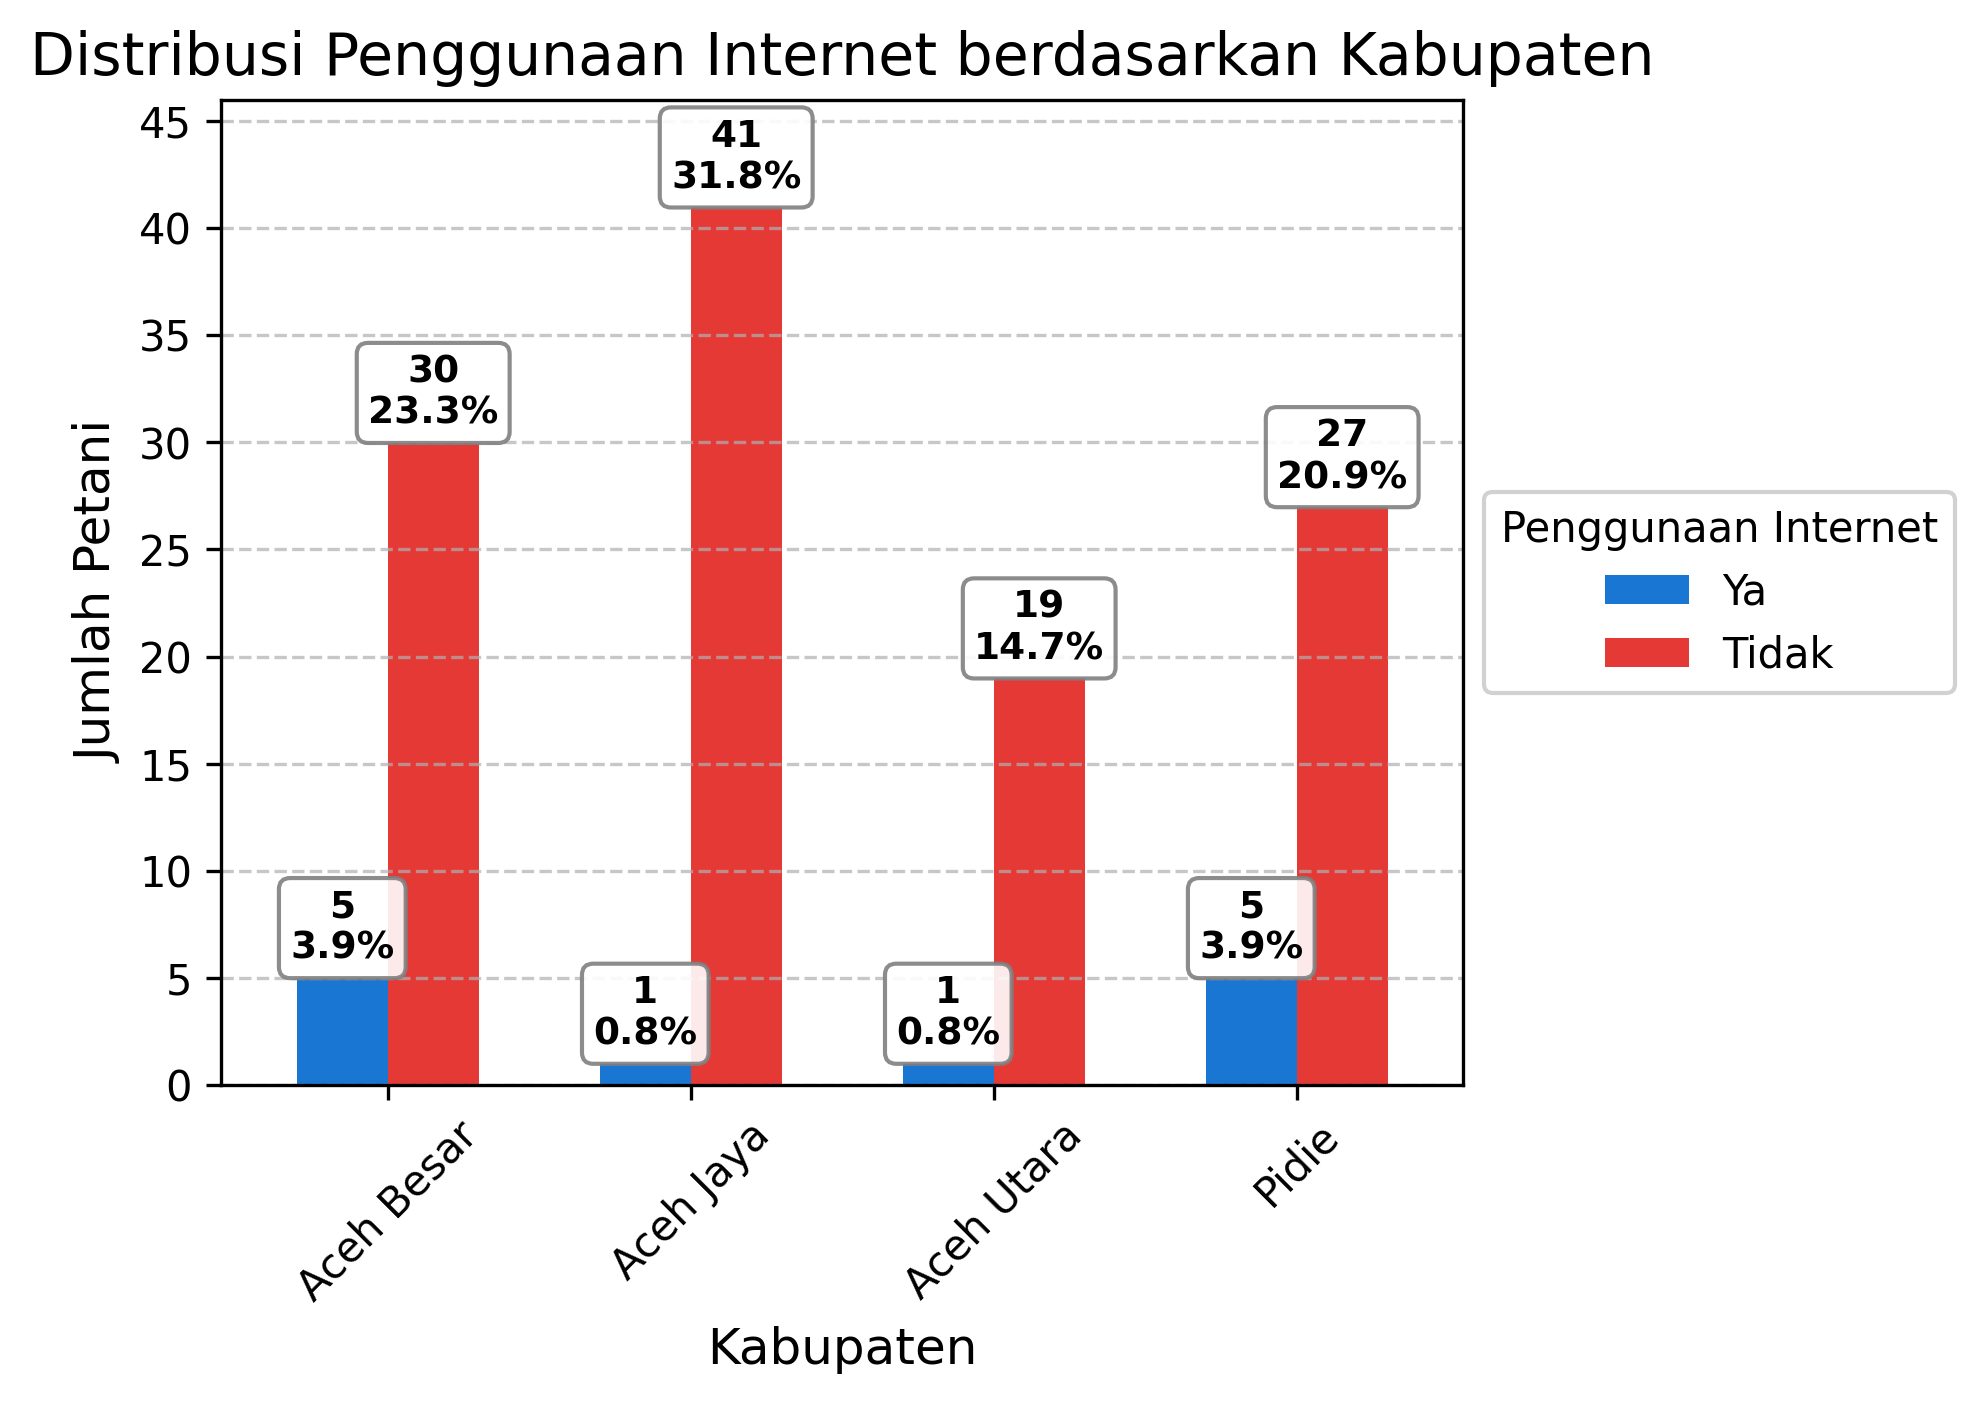 Distribusi Penggunaan Internet berdasarkan Kabupaten
Jumlah Petani
45
40
35
30
25
20
15
10
5
0
5
3.9%
30
23.3%
1
0.8%
41
31.8%
1
0.8%
19
14.7%
5
3.9%
27
20.9%
Aceh Besar
Aceh Jaya
Aceh Utara
Pidie
Kabupaten
Penggunaan Internet
Ya
Tidak